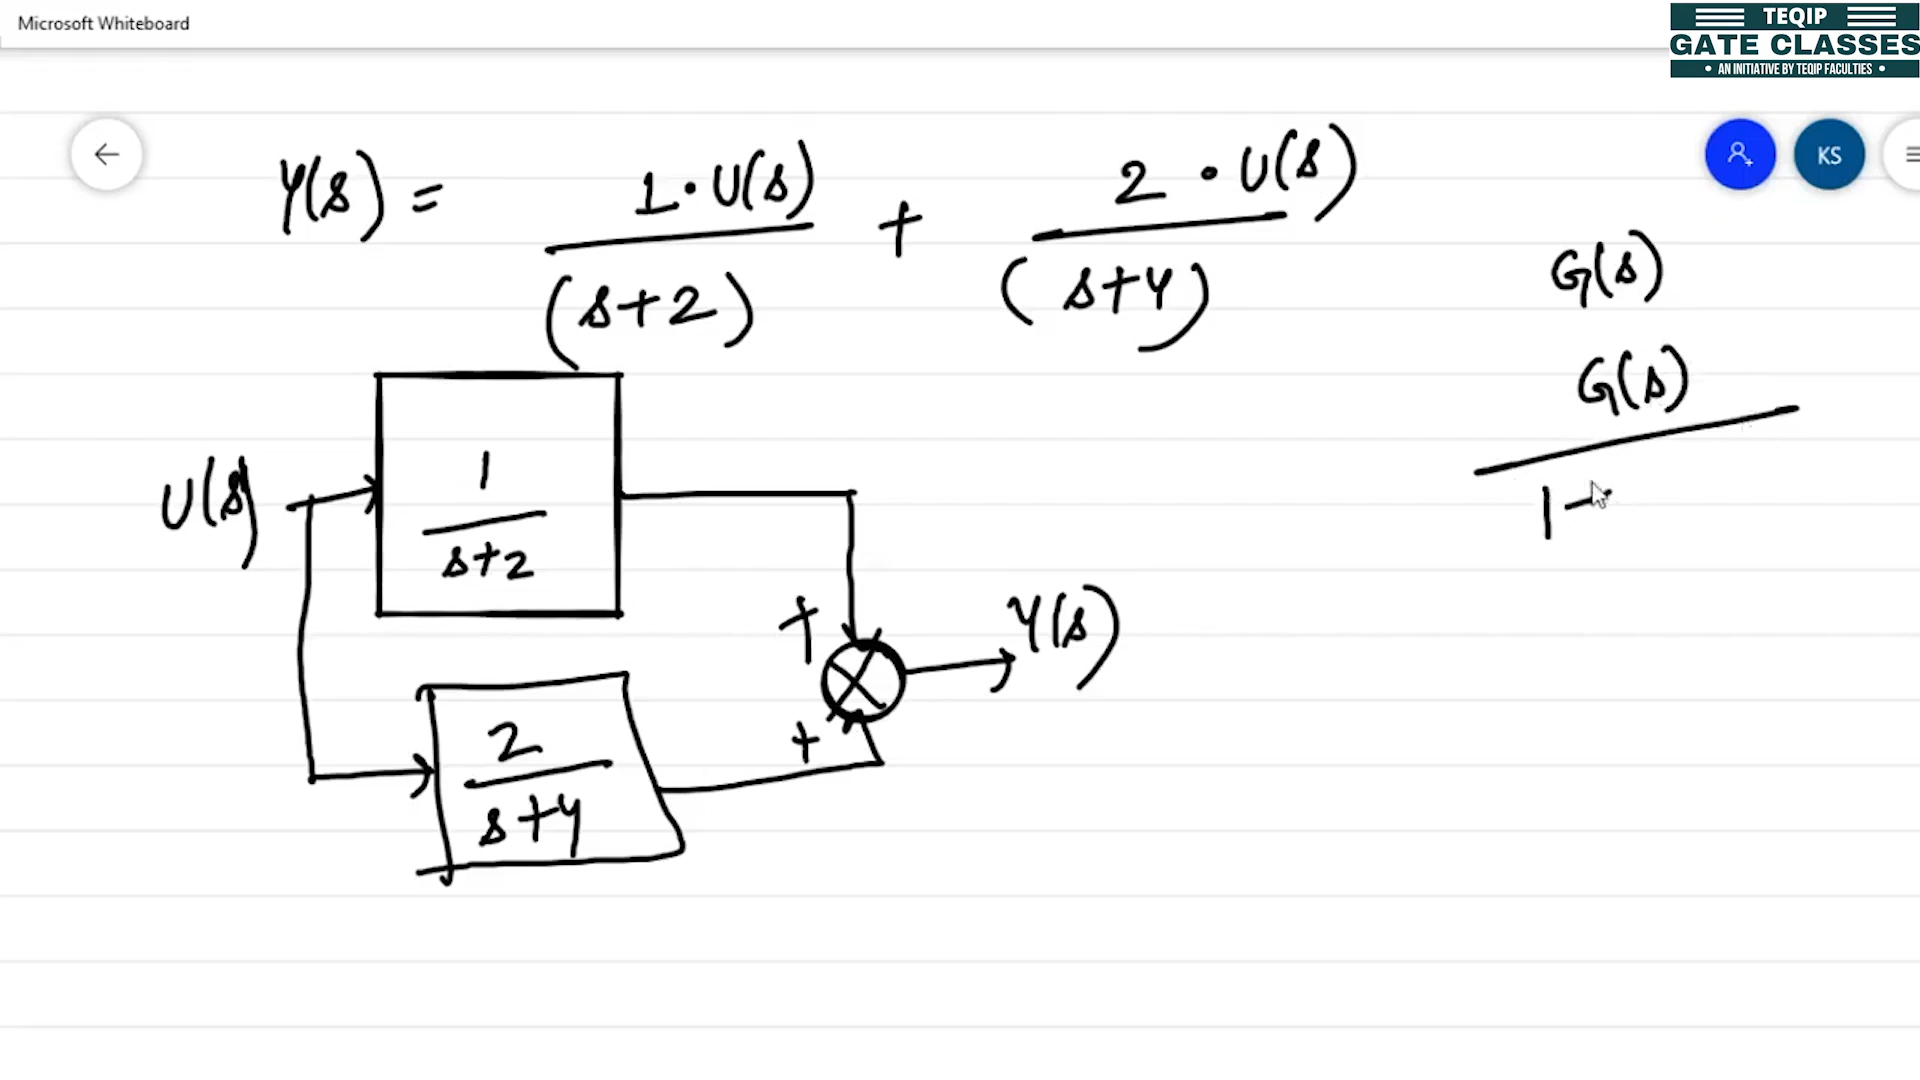 Microsoft Whiteboard
TEQIP
GATE CLASSES
• AN INITIATIVE BY TEQIP FACULTIES •
KS
Y(s) = 1·U(s) / (s+2) + 2·U(s) / (s+4)
G(s)
G(s)
1+
U(s)
1
s+2
+
Y(s)
+
2
s+4